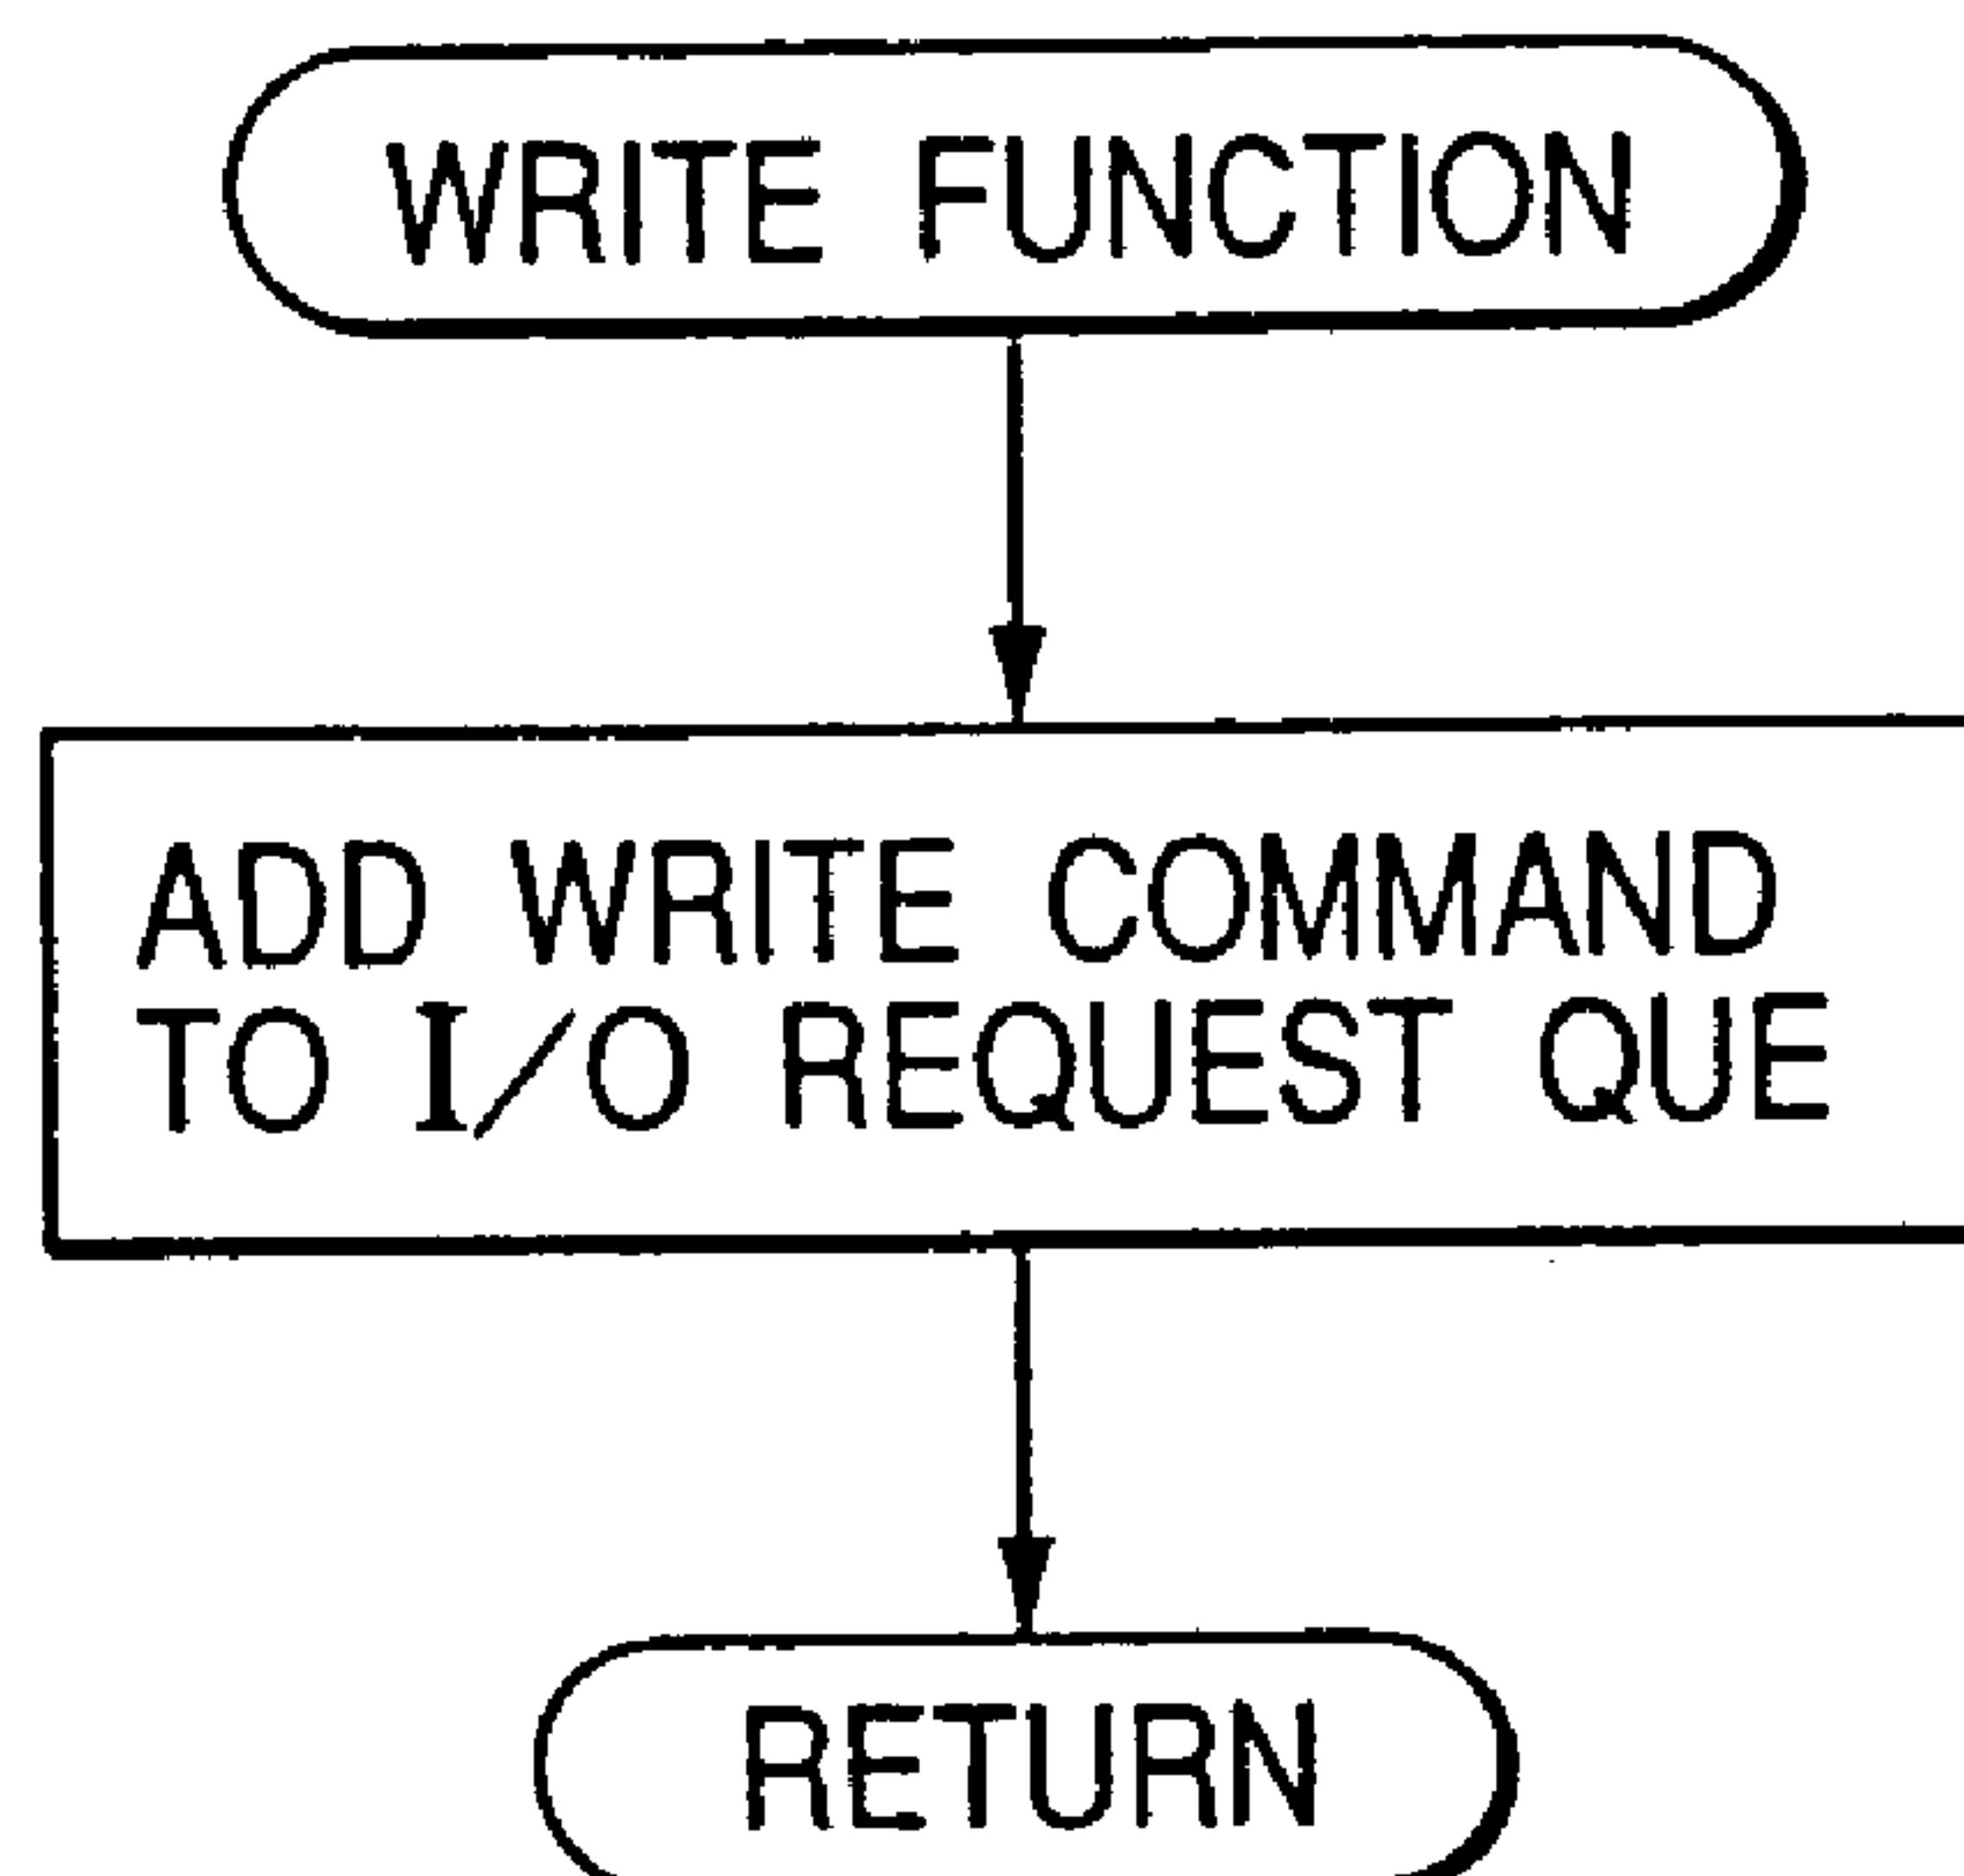 WRITE FUNCTION
ADD WRITE COMMAND
TO I/O REQUEST QUE
RETURN